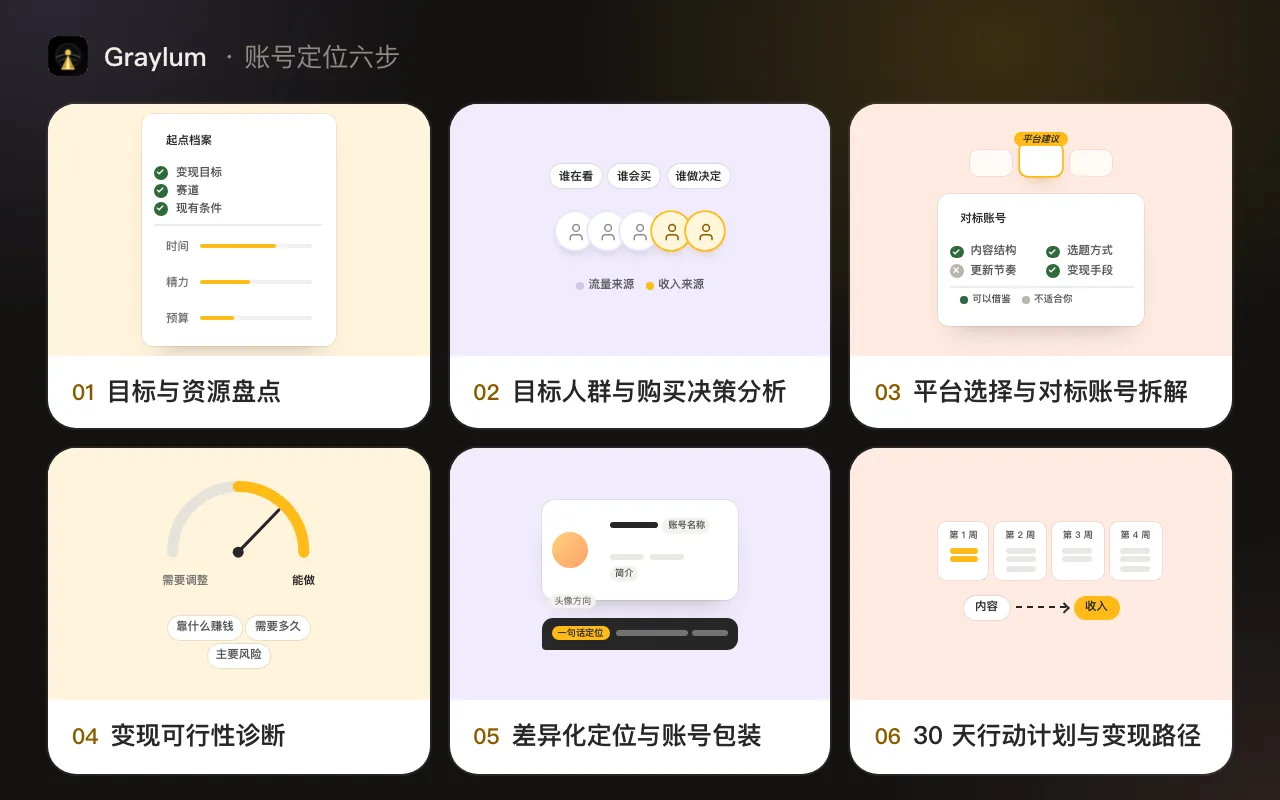 Graylum · 账号定位六步
起点档案
变现目标
赛道
现有条件
时间
精力
预算
01 目标与资源盘点
谁在看 谁会买 谁做决定
流量来源 收入来源
02 目标人群与购买决策分析
平台建议
对标账号
内容结构 选题方式
更新节奏 变现手段
可以借鉴 不适合你
03 平台选择与对标账号拆解
需要调整 能做
靠什么赚钱 需要多久
主要风险
04 变现可行性诊断
账号名称
简介
头像方向
一句话定位
05 差异化定位与账号包装
第 1 周 第 2 周 第 3 周 第 4 周
内容 收入
06 30 天行动计划与变现路径